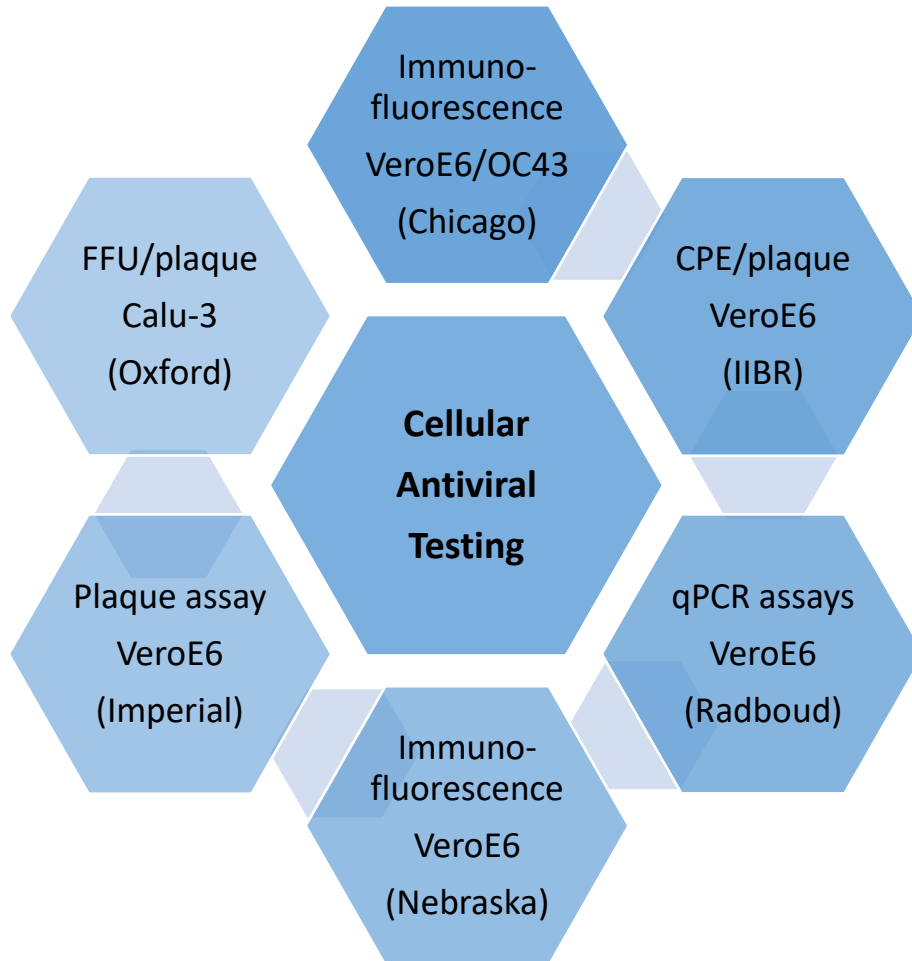 Immuno-
fluorescence
VeroE6/OC43
(Chicago)
FFU/plaque
Calu-3
(Oxford)
CPE/plaque
VeroE6
(IIBR)
Cellular
Antiviral
Testing
Plaque assay
VeroE6
(Imperial)
qPCR assays
VeroE6
(Radboud)
Immuno-
fluorescence
VeroE6
(Nebraska)